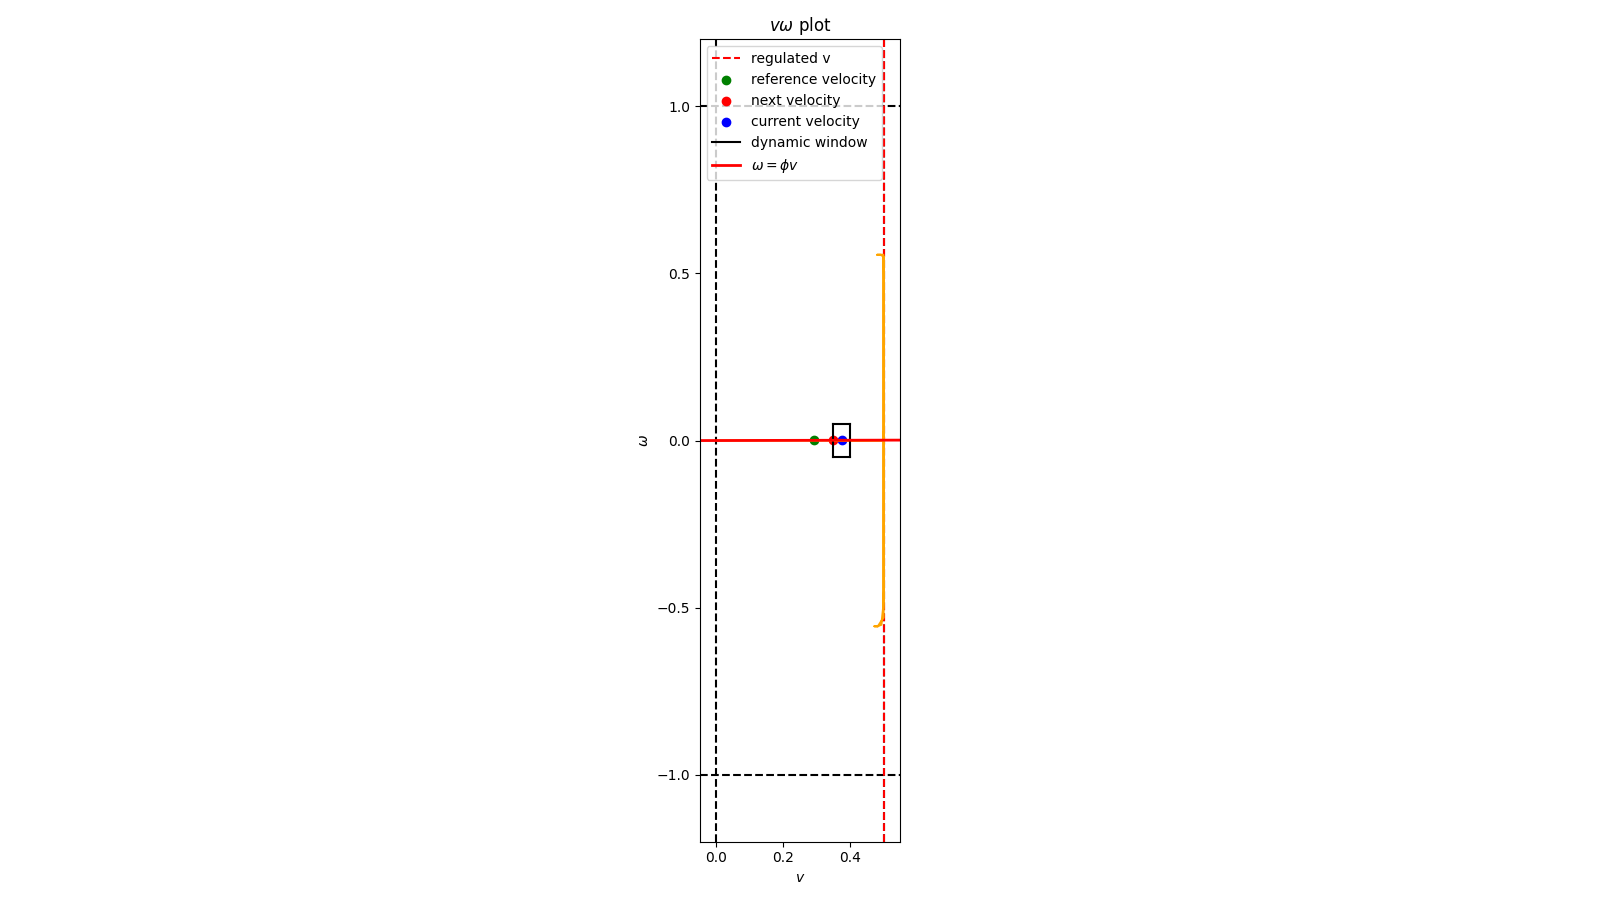 vω plot
regulated v
reference velocity
next velocity
current velocity
dynamic window
ω = ϕv
1.0
0.5
0.0
−0.5
−1.0
ω
0.0 0.2 0.4
v